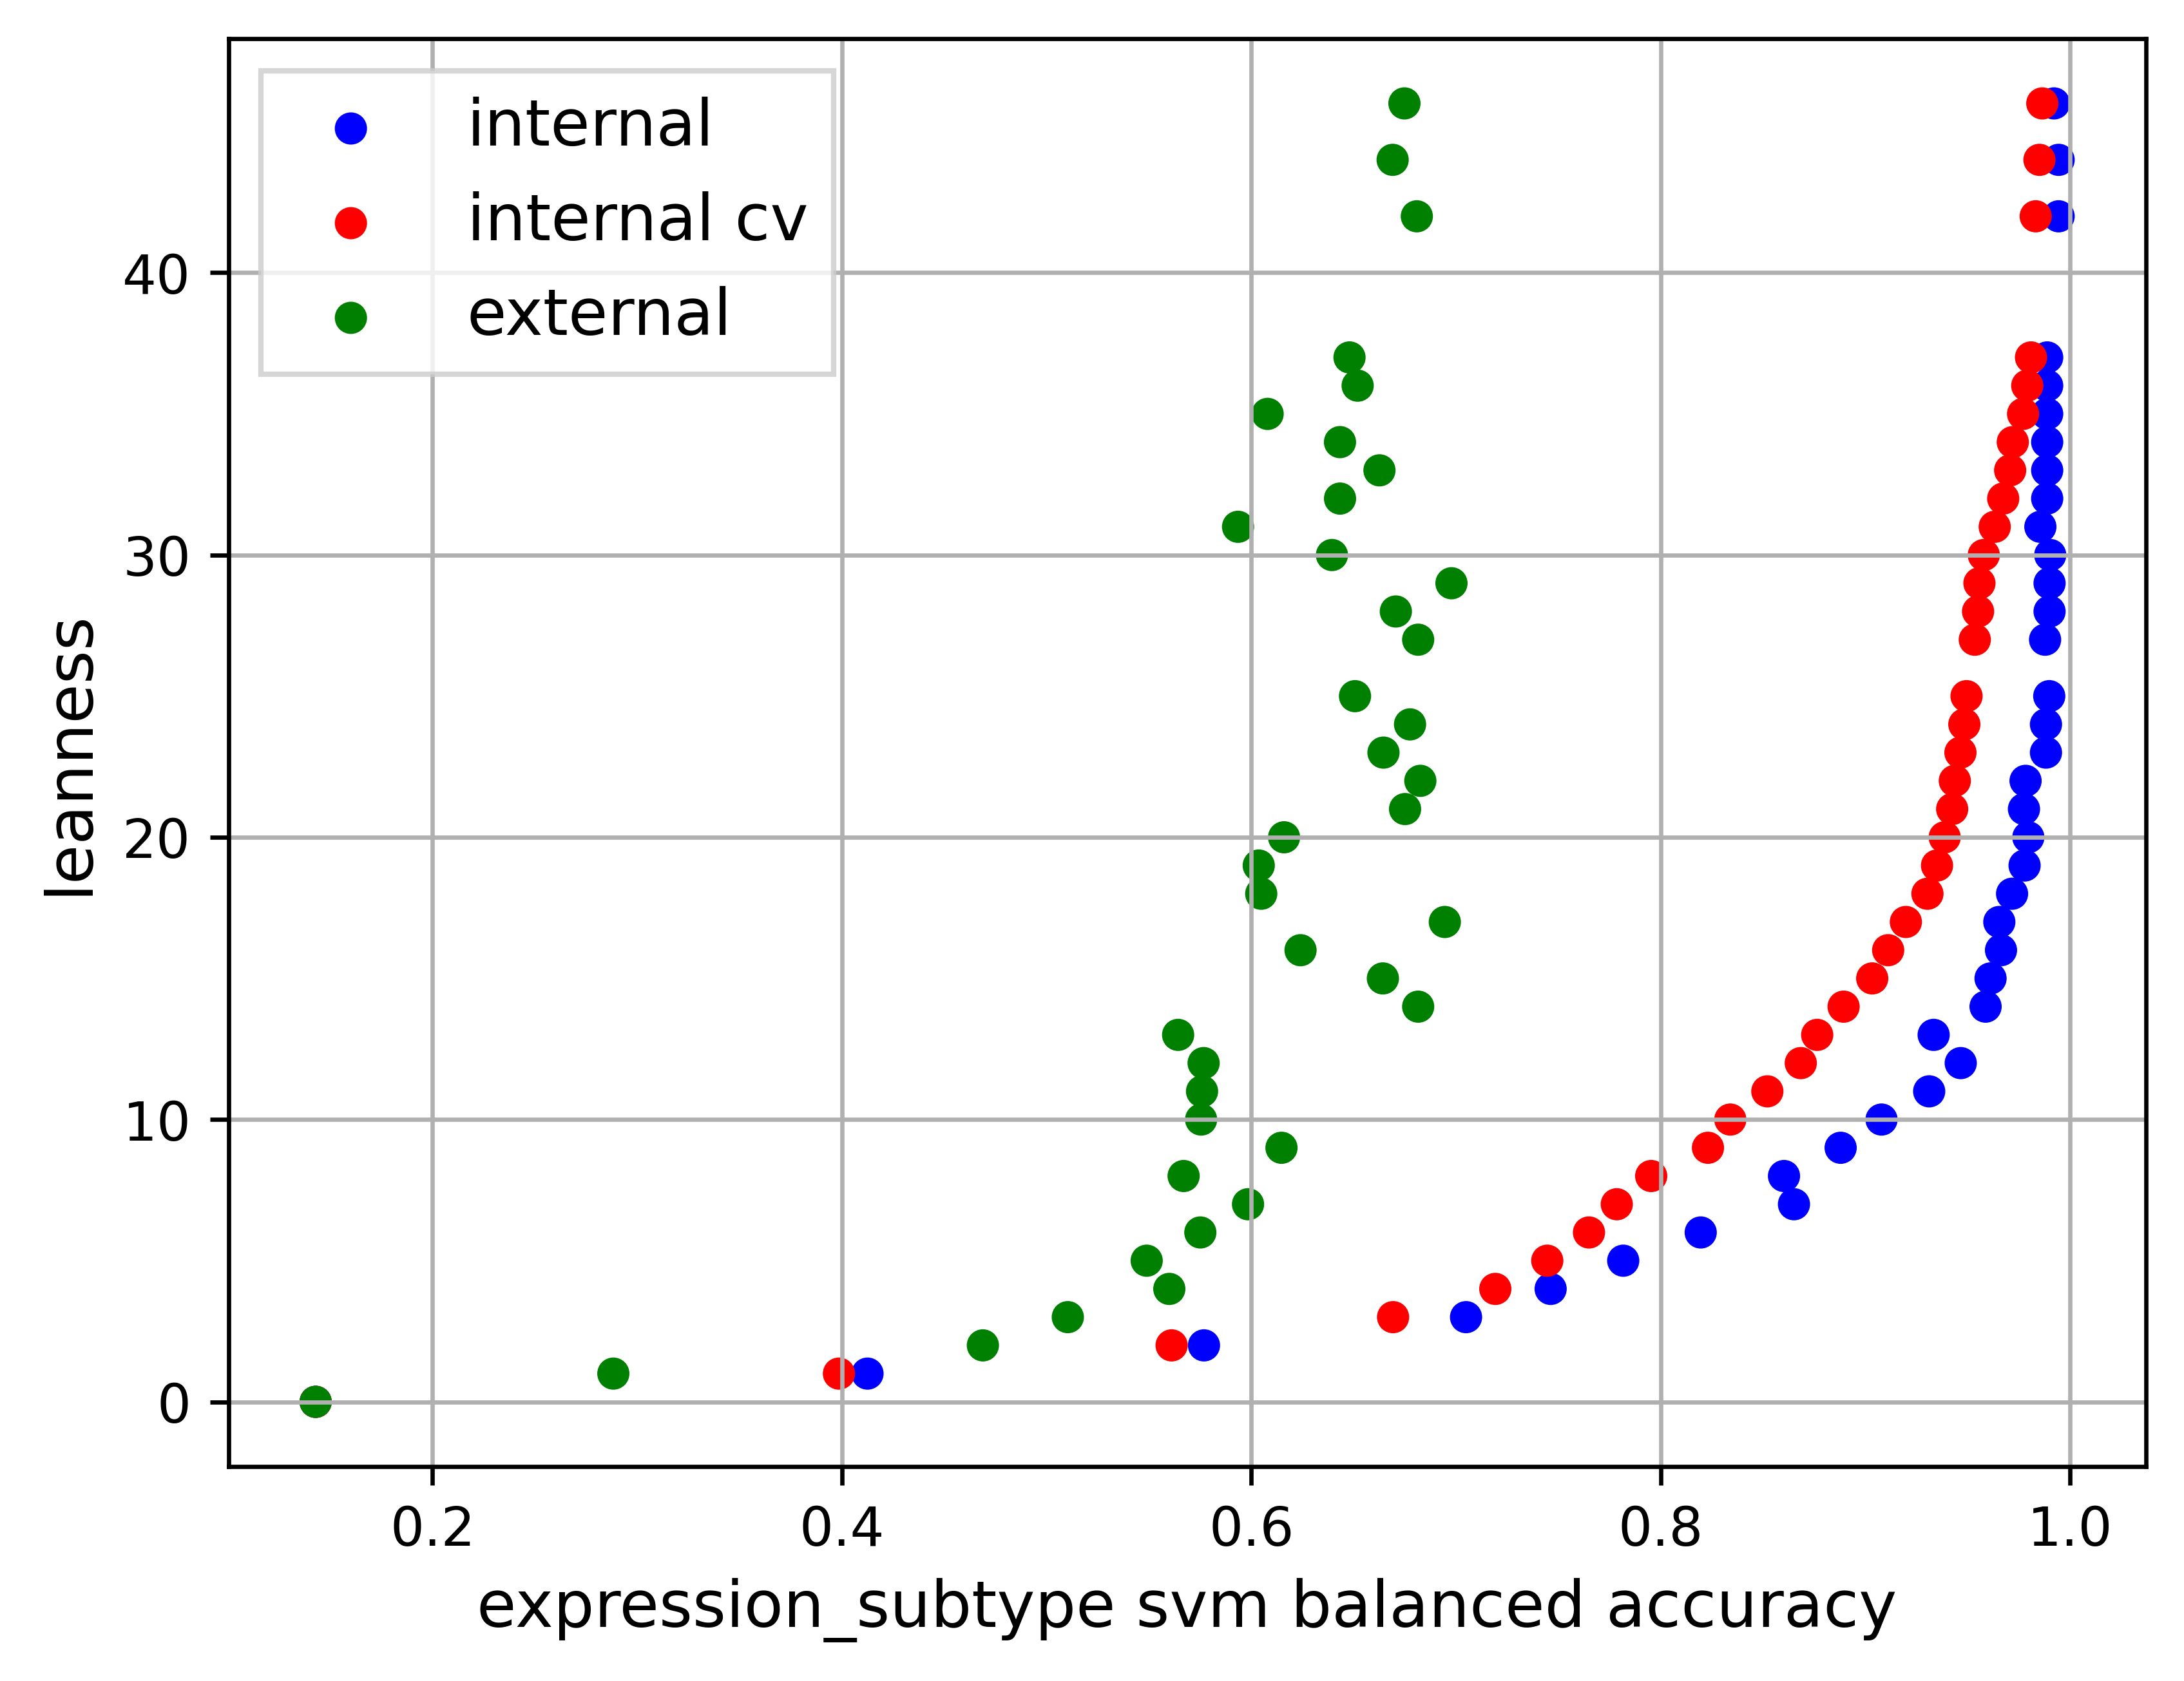 internal
internal cv
external
40
30
20
10
0
leanness
0.2 0.4 0.6 0.8 1.0
expression_subtype svm balanced accuracy